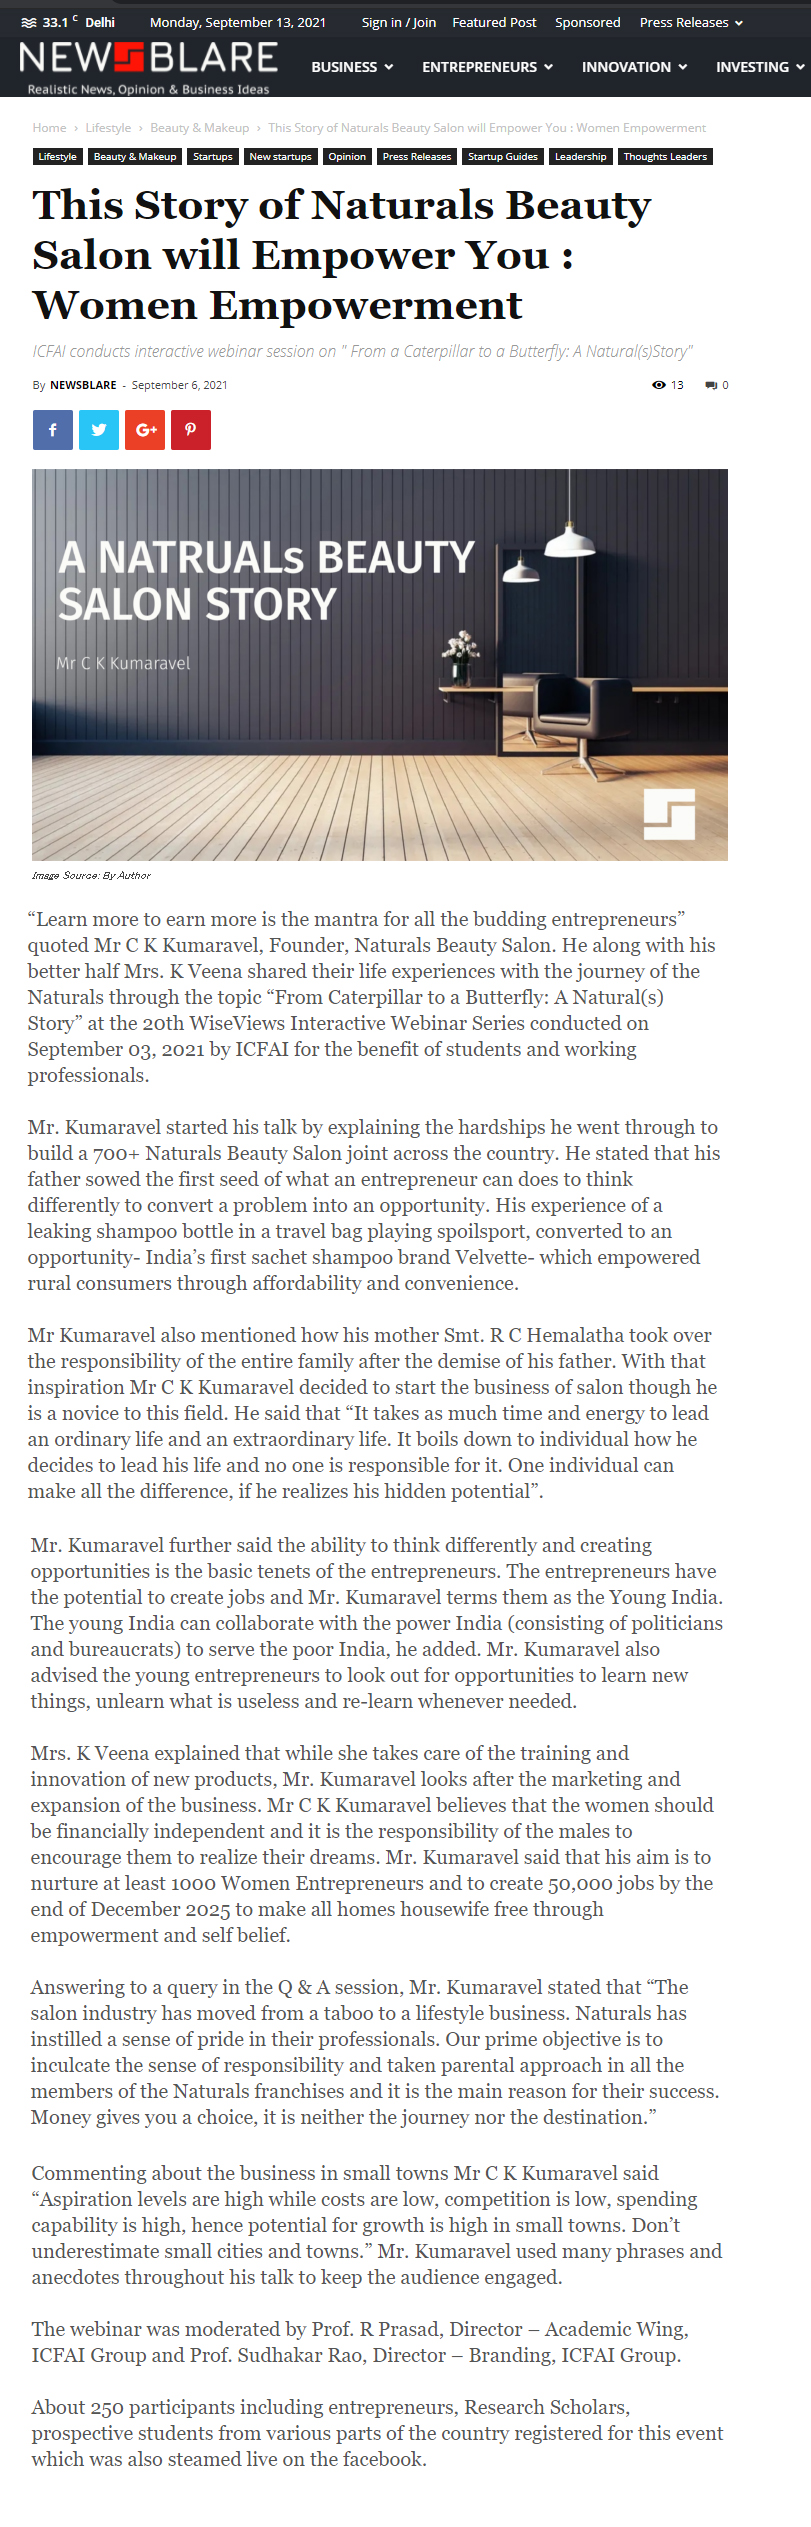 33.1 C Delhi Monday, September 13, 2021 Sign in / Join Featured Post Sponsored Press Releases
NEWSBLARE
Realistic News, Opinion & Business Ideas
BUSINESS ENTREPRENEURS INNOVATION INVESTING
Home › Lifestyle › Beauty & Makeup › This Story of Naturals Beauty Salon will Empower You : Women Empowerment
Lifestyle Beauty & Makeup Startups New startups Opinion Press Releases Startup Guides Leadership Thoughts Leaders
This Story of Naturals Beauty
Salon will Empower You :
Women Empowerment
ICFAI conducts interactive webinar session on " From a Caterpillar to a Butterfly: A Natural(s)Story"
By NEWSBLARE - September 6, 2021 13 0
A NATRUALs BEAUTY
SALON STORY
Mr C K Kumaravel
Image Source: By Author
“Learn more to earn more is the mantra for all the budding entrepreneurs”
quoted Mr C K Kumaravel, Founder, Naturals Beauty Salon. He along with his
better half Mrs. K Veena shared their life experiences with the journey of the
Naturals through the topic “From Caterpillar to a Butterfly: A Natural(s)
Story” at the 20th WiseViews Interactive Webinar Series conducted on
September 03, 2021 by ICFAI for the benefit of students and working
professionals.
Mr. Kumaravel started his talk by explaining the hardships he went through to
build a 700+ Naturals Beauty Salon joint across the country. He stated that his
father sowed the first seed of what an entrepreneur can does to think
differently to convert a problem into an opportunity. His experience of a
leaking shampoo bottle in a travel bag playing spoilsport, converted to an
opportunity- India’s first sachet shampoo brand Velvette- which empowered
rural consumers through affordability and convenience.
Mr Kumaravel also mentioned how his mother Smt. R C Hemalatha took over
the responsibility of the entire family after the demise of his father. With that
inspiration Mr C K Kumaravel decided to start the business of salon though he
is a novice to this field. He said that “It takes as much time and energy to lead
an ordinary life and an extraordinary life. It boils down to individual how he
decides to lead his life and no one is responsible for it. One individual can
make all the difference, if he realizes his hidden potential”.
Mr. Kumaravel further said the ability to think differently and creating
opportunities is the basic tenets of the entrepreneurs. The entrepreneurs have
the potential to create jobs and Mr. Kumaravel terms them as the Young India.
The young India can collaborate with the power India (consisting of politicians
and bureaucrats) to serve the poor India, he added. Mr. Kumaravel also
advised the young entrepreneurs to look out for opportunities to learn new
things, unlearn what is useless and re-learn whenever needed.
Mrs. K Veena explained that while she takes care of the training and
innovation of new products, Mr. Kumaravel looks after the marketing and
expansion of the business. Mr C K Kumaravel believes that the women should
be financially independent and it is the responsibility of the males to
encourage them to realize their dreams. Mr. Kumaravel said that his aim is to
nurture at least 1000 Women Entrepreneurs and to create 50,000 jobs by the
end of December 2025 to make all homes housewife free through
empowerment and self belief.
Answering to a query in the Q & A session, Mr. Kumaravel stated that “The
salon industry has moved from a taboo to a lifestyle business. Naturals has
instilled a sense of pride in their professionals. Our prime objective is to
inculcate the sense of responsibility and taken parental approach in all the
members of the Naturals franchises and it is the main reason for their success.
Money gives you a choice, it is neither the journey nor the destination.”
Commenting about the business in small towns Mr C K Kumaravel said
“Aspiration levels are high while costs are low, competition is low, spending
capability is high, hence potential for growth is high in small towns. Don’t
underestimate small cities and towns.” Mr. Kumaravel used many phrases and
anecdotes throughout his talk to keep the audience engaged.
The webinar was moderated by Prof. R Prasad, Director – Academic Wing,
ICFAI Group and Prof. Sudhakar Rao, Director – Branding, ICFAI Group.
About 250 participants including entrepreneurs, Research Scholars,
prospective students from various parts of the country registered for this event
which was also steamed live on the facebook.